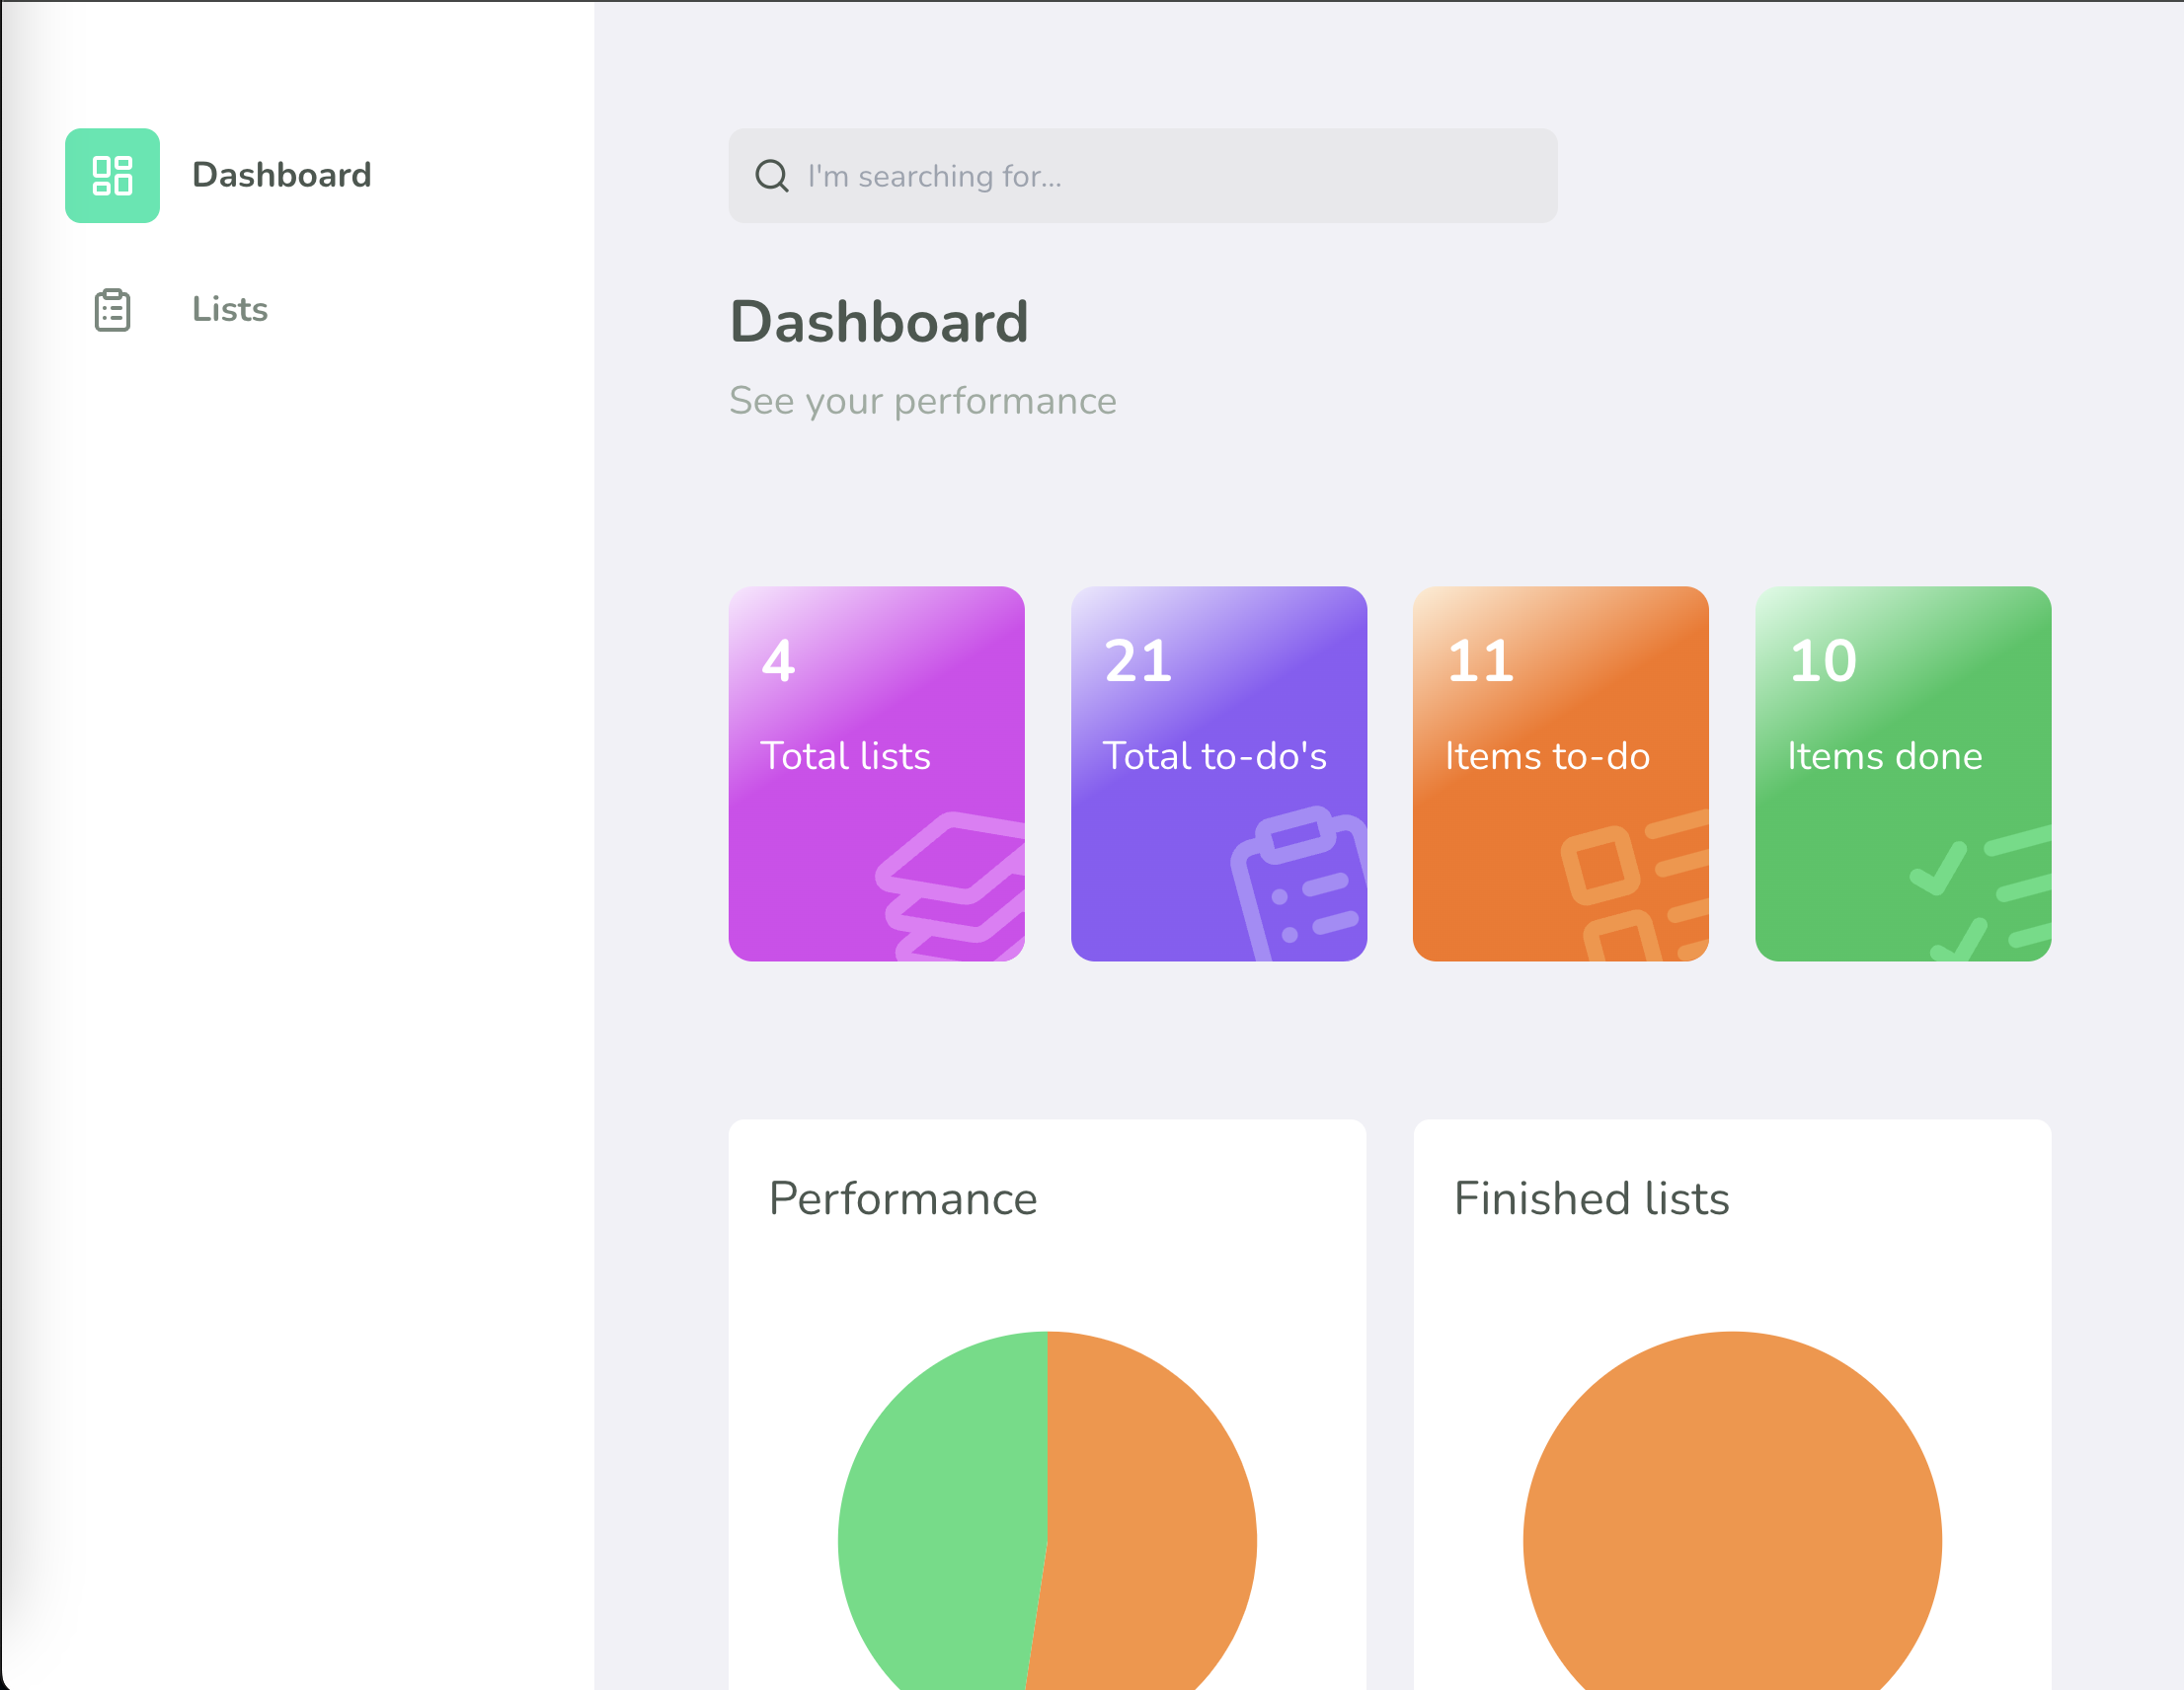 Dashboard
Lists
I'm searching for...
Dashboard
See your performance
4
Total lists
21
Total to-do's
11
Items to-do
10
Items done
Performance
Finished lists